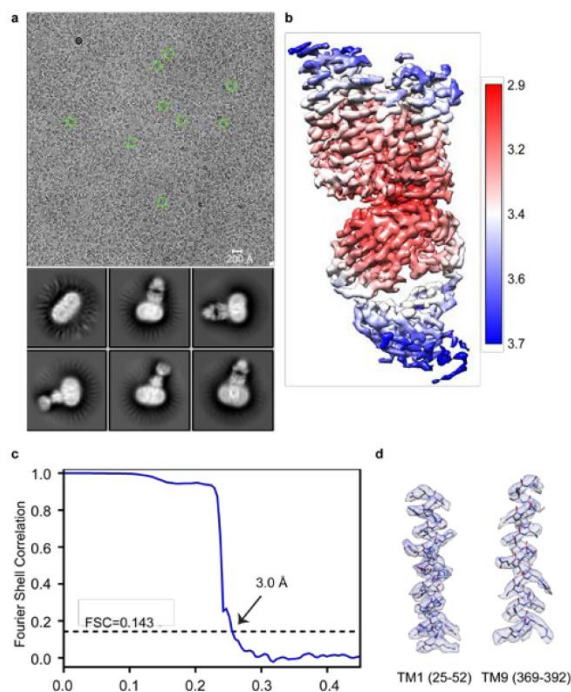 a
200 Å
b
2.9
3.2
3.4
3.6
3.7
c
Fourier Shell Correlation
1.0
0.8
0.6
0.4
0.2
0.0
FSC=0.143
3.0 Å
0.0
0.1
0.2
0.3
0.4
d
TM1 (25-52)
TM9 (369-392)